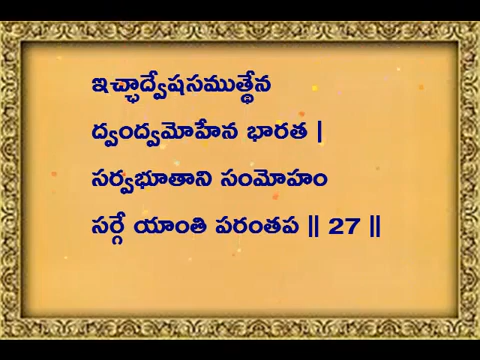 ఇచ్ఛాద్వేషసముత్థేన
ద్వంద్వమోహేన భారత |
సర్వభూతాని సంమోహం
సర్గే యాంతి పరంతప || 27 ||